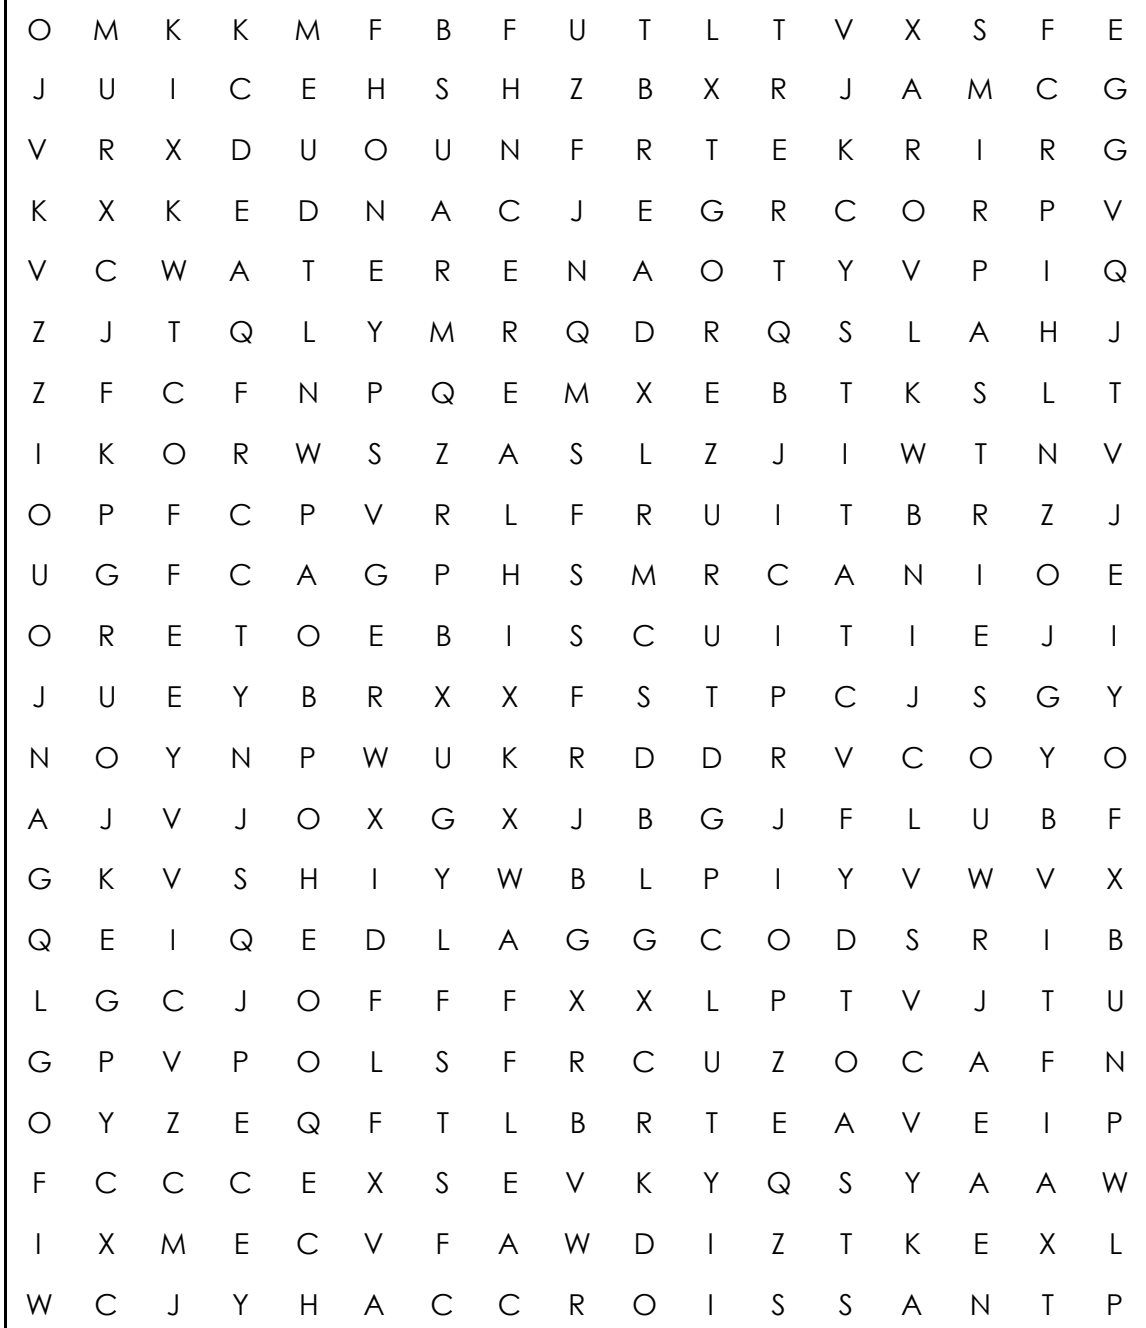 O M K K M F B F U T L T V X S F E
J U I C E H S H Z B X R J A M C G
V R X D U O U N F R T E K R I R G
K X K E D N A C J E G R C O R P V
V C W A T E R E N A O T Y V P I Q
Z J T Q L Y M R Q D R Q S L A H J
Z F C F N P Q E M X E B T K S L T
I K O R W S Z A S L Z J I W T N V
O P F C P V R L F R U I T B R Z J
U G F C A G P H S M R C A N I O E
O R E T O E B I S C U I T I E J I
J U E Y B R X X F S T P C J S G Y
N O Y N P W U K R D D R V C O Y O
A J V J O X G X J B G J F L U B F
G K V S H I Y W B L P I Y V W V X
Q E I Q E D L A G G C O D S R I B
L G C J O F F F X X L P T V J T U
G P V P O L S F R C U Z O C A F N
O Y Z E Q F T L B R T E A V E I P
F C C C E X S E V K Y Q S Y A A W
I X M E C V F A W D I Z T K E X L
W C J Y H A C C R O I S S A N T P